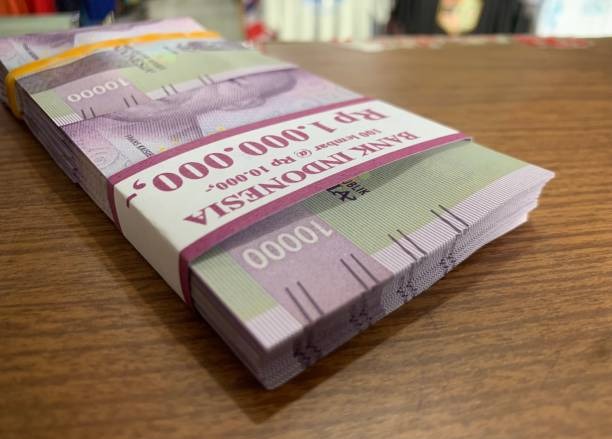 BANK INDONESIA
100 lembar @ Rp 10.000,-
Rp 1.000.000,-
10000
10000